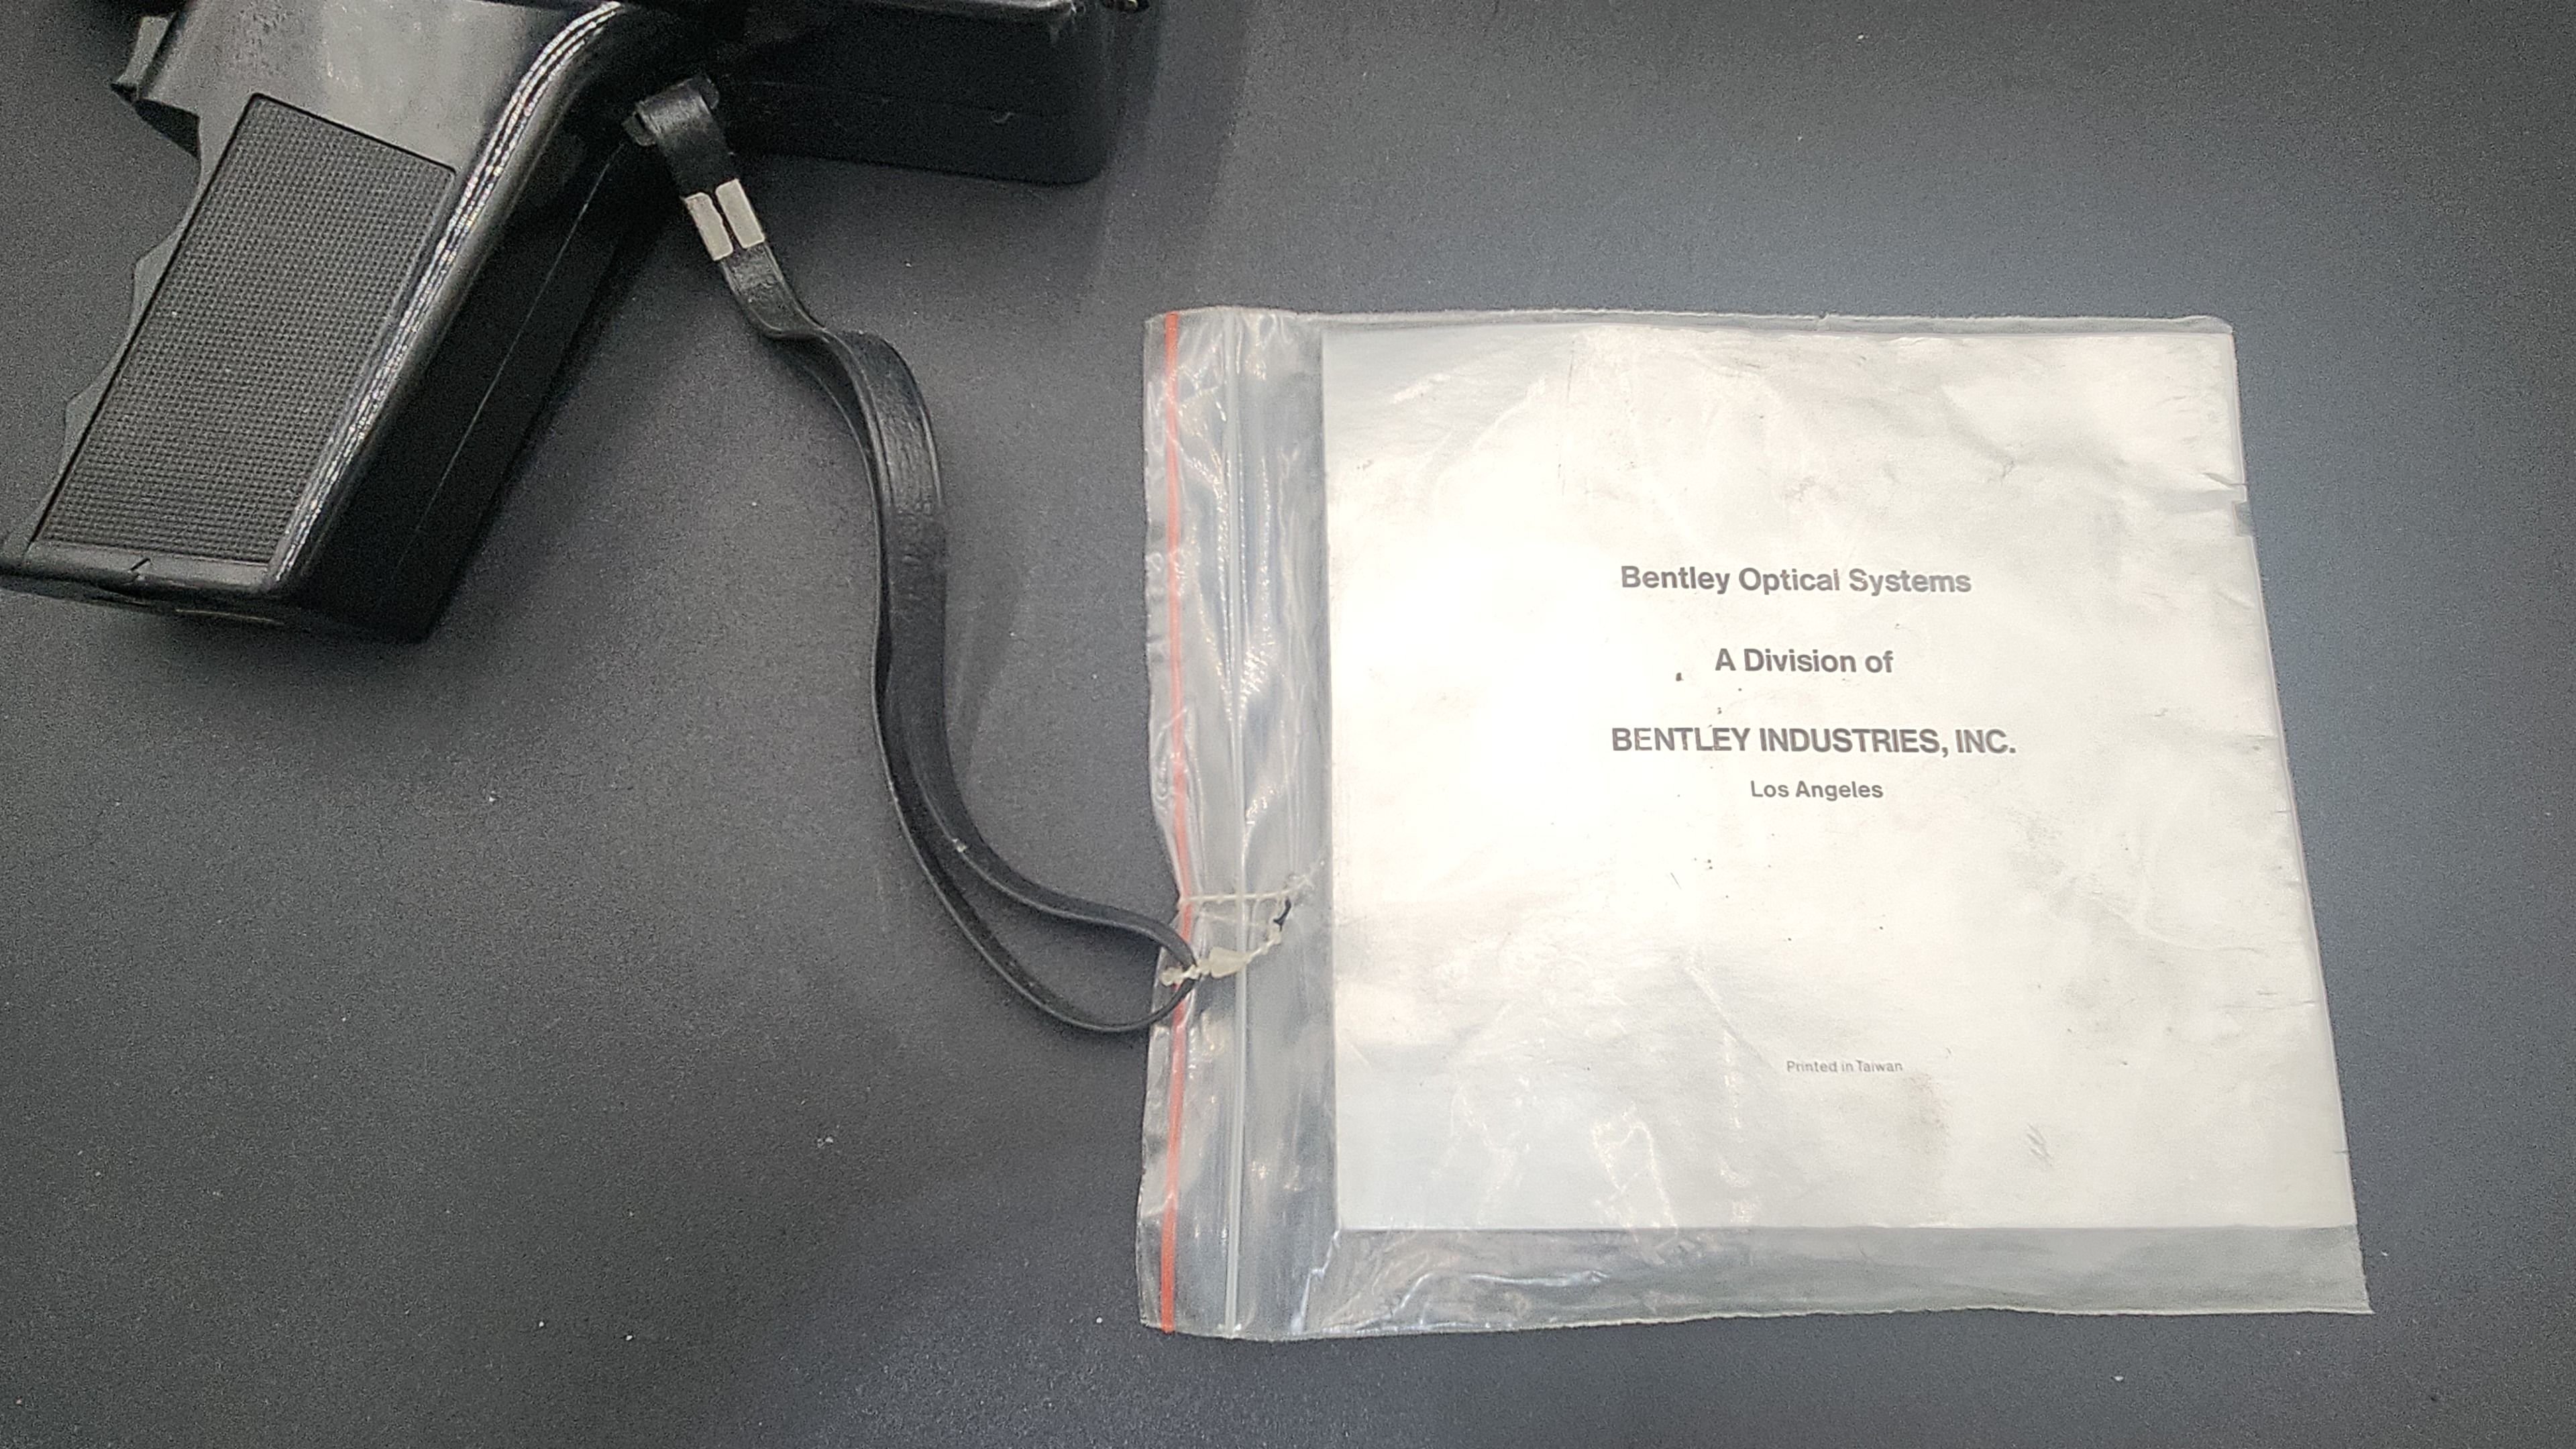 Bentley Optical Systems
A Division of
BENTLEY INDUSTRIES, INC.
Los Angeles
Printed in Taiwan